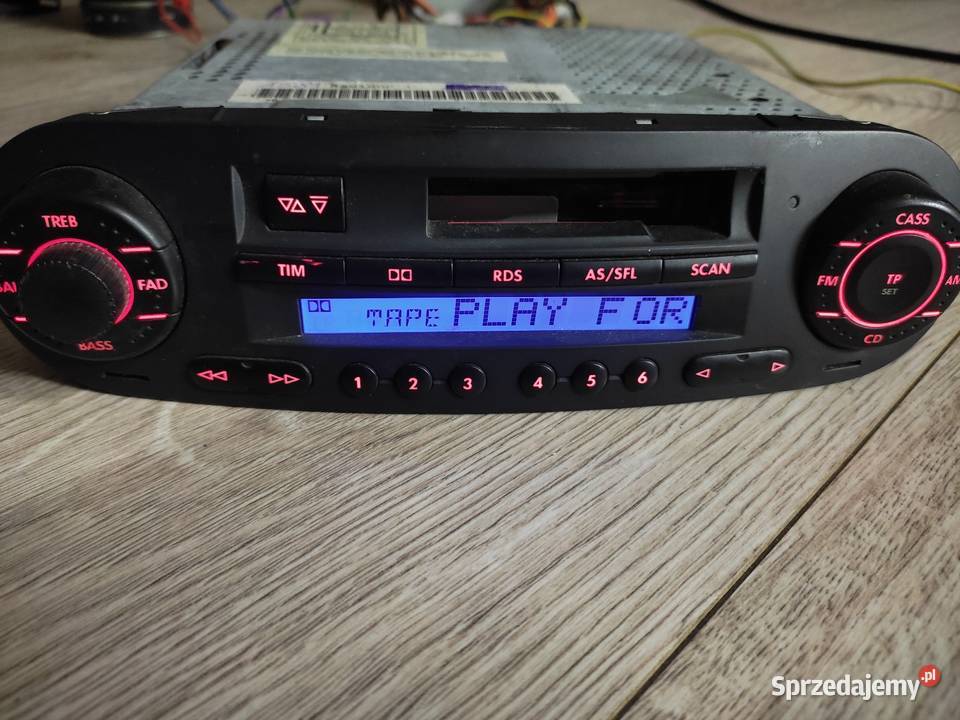 TREB
FAD
BASS
TIM
RDS
AS/SFL
SCAN
TAPE PLAY FOR
1 2 3 4 5 6
CASS
FM
TP
SET
AM
CD
Sprzedajemy.pl